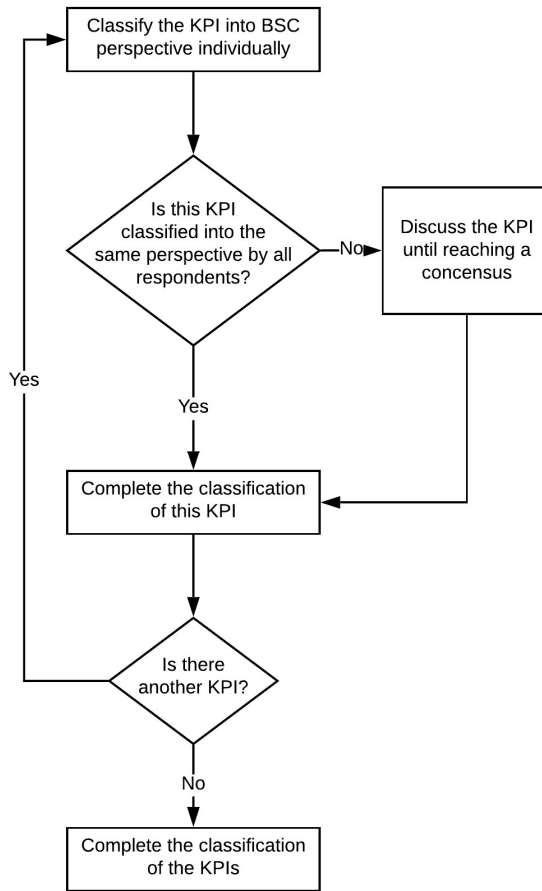 Classify the KPI into BSC
perspective individually
Is this KPI
classified into the
same perspective by all
respondents?
No
Discuss the KPI
until reaching a
concensus
Yes
Yes
Complete the classification
of this KPI
Is there
another KPI?
No
Complete the classification
of the KPIs